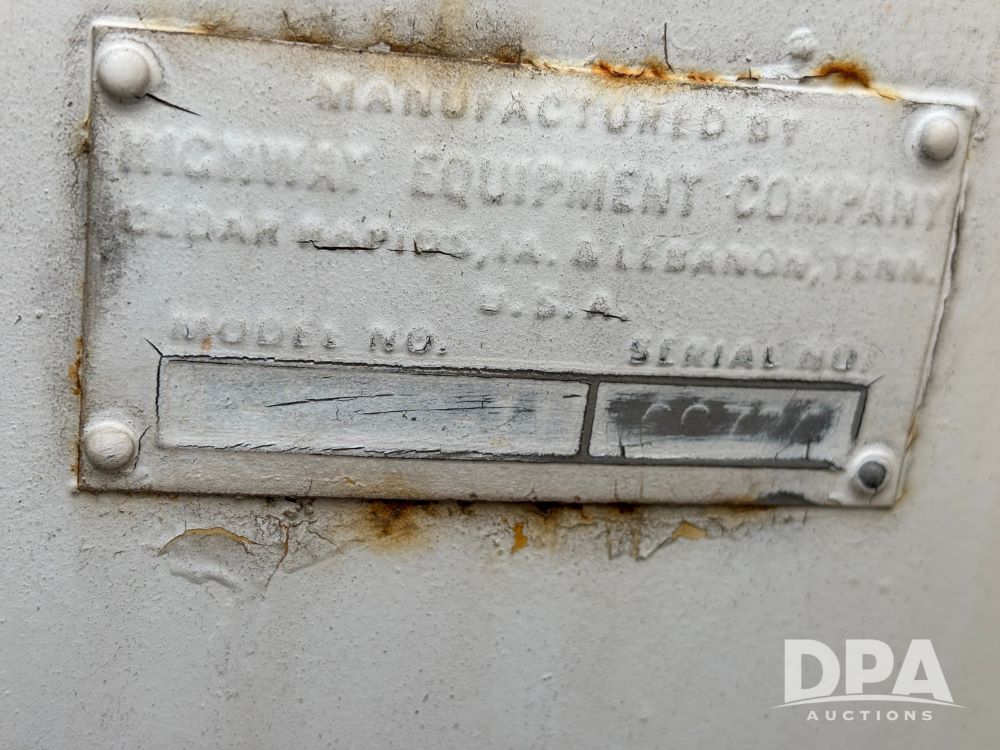 MANUFACTURED BY
HIGHWAY EQUIPMENT COMPANY
CEDAR RAPIDS, IA. & LEBANON, TENN.
U.S.A.
MODEL NO. SERIAL NO.
DPA
AUCTIONS